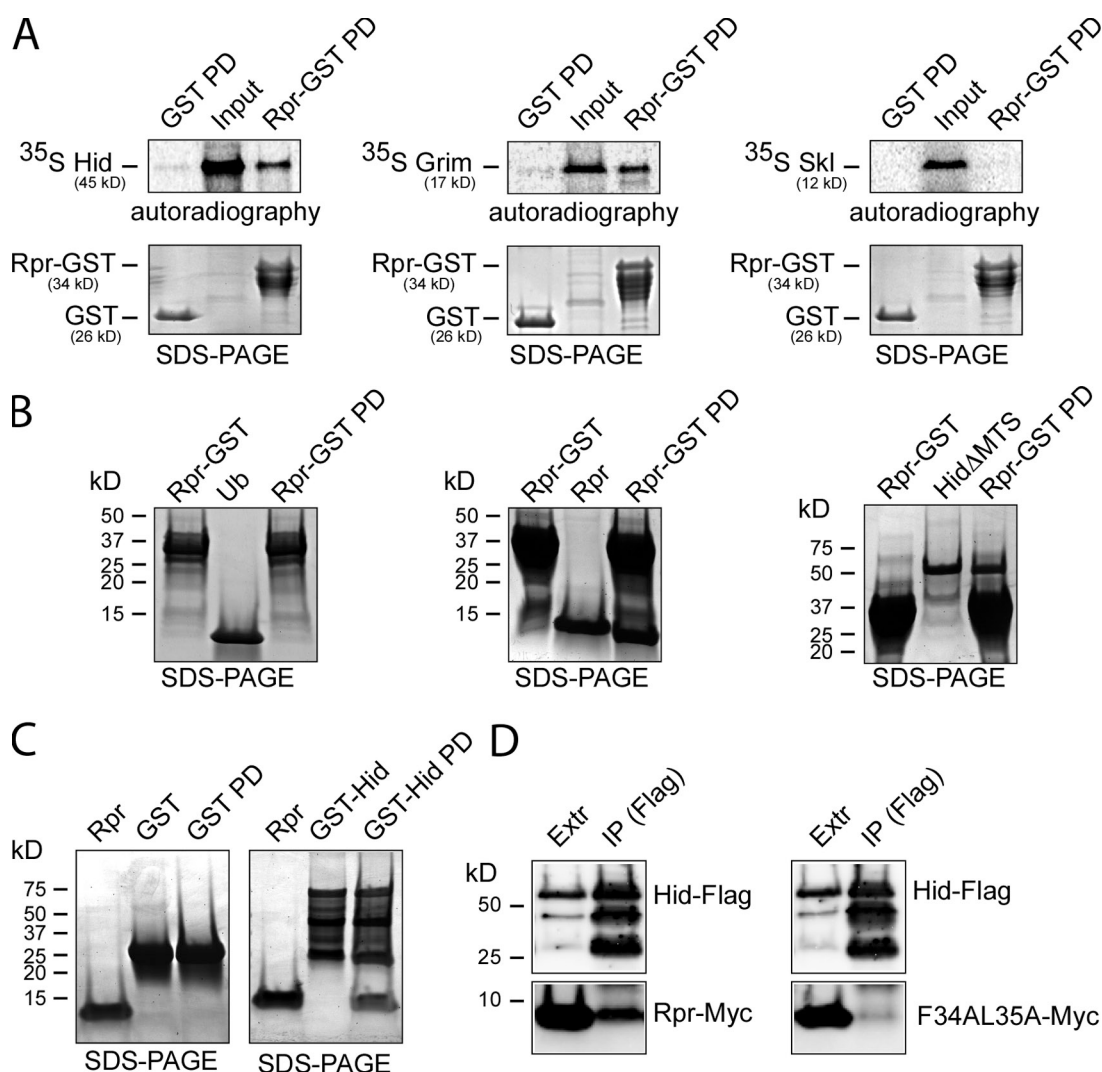 A
GST PD Input Rpr-GST PD
35S Hid –
(45 kD)
autoradiography
Rpr-GST –
(34 kD)
GST –
(26 kD)
SDS-PAGE
GST PD Input Rpr-GST PD
35S Grim –
(17 kD)
autoradiography
Rpr-GST –
(34 kD)
GST –
(26 kD)
SDS-PAGE
GST PD Input Rpr-GST PD
35S Skl –
(12 kD)
autoradiography
Rpr-GST –
(34 kD)
GST –
(26 kD)
SDS-PAGE
B
Rpr-GST Ub Rpr-GST PD
kD
50 –
37 –
25 –
20 –
15 –
SDS-PAGE
Rpr-GST Rpr Rpr-GST PD
kD
50 –
37 –
25 –
20 –
15 –
SDS-PAGE
Rpr-GST HidΔMTS Rpr-GST PD
kD
75 –
50 –
37 –
25 –
20 –
SDS-PAGE
C
Rpr GST GST PD
kD
75 –
50 –
37 –
25 –
20 –
15 –
SDS-PAGE
Rpr GST-Hid GST-Hid PD
SDS-PAGE
D
Extr IP (Flag)
kD
50 –
25 –
10 –
Hid-Flag
Rpr-Myc
Extr IP (Flag)
Hid-Flag
F34AL35A-Myc